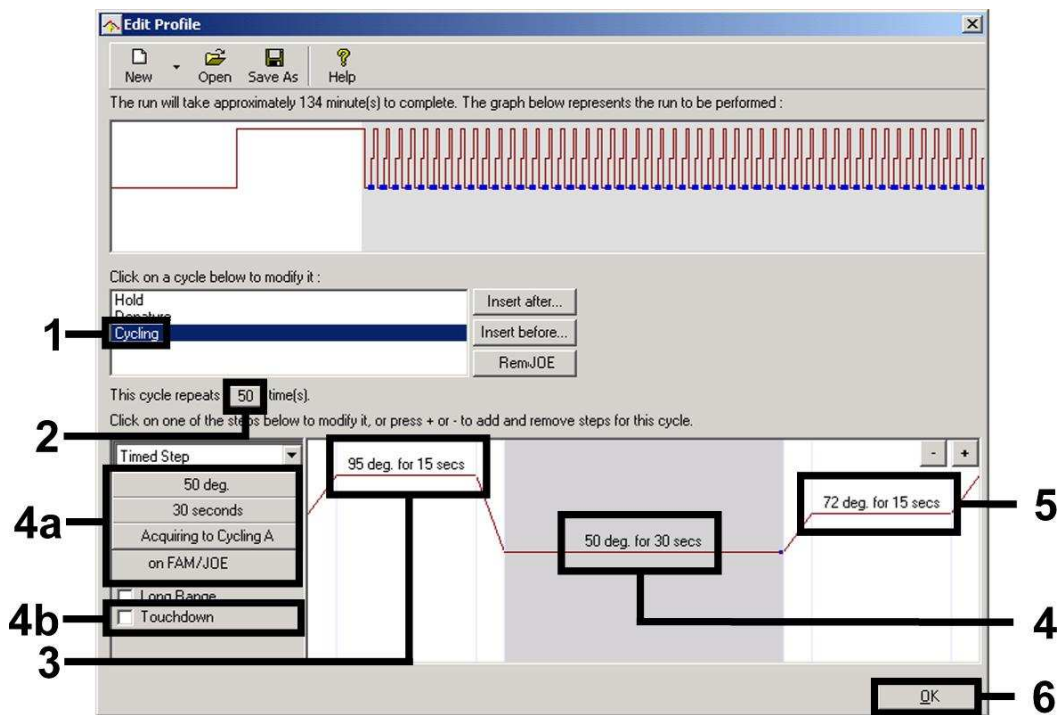 Edit Profile
New Open Save As Help
The run will take approximately 134 minute(s) to complete. The graph below represents the run to be performed :
Click on a cycle below to modify it :
Hold
Denature
Cycling
Insert after...
Insert before...
RemJOE
1
This cycle repeats 50 time(s).
2
Click on one of the steps below to modify it, or press + or - to add and remove steps for this cycle.
Timed Step
- +
50 deg.
30 seconds
Acquiring to Cycling A
on FAM/JOE
4a
Long Range
Touchdown
4b
95 deg. for 15 secs
3
50 deg. for 30 secs
4
72 deg. for 15 secs
5
OK
6